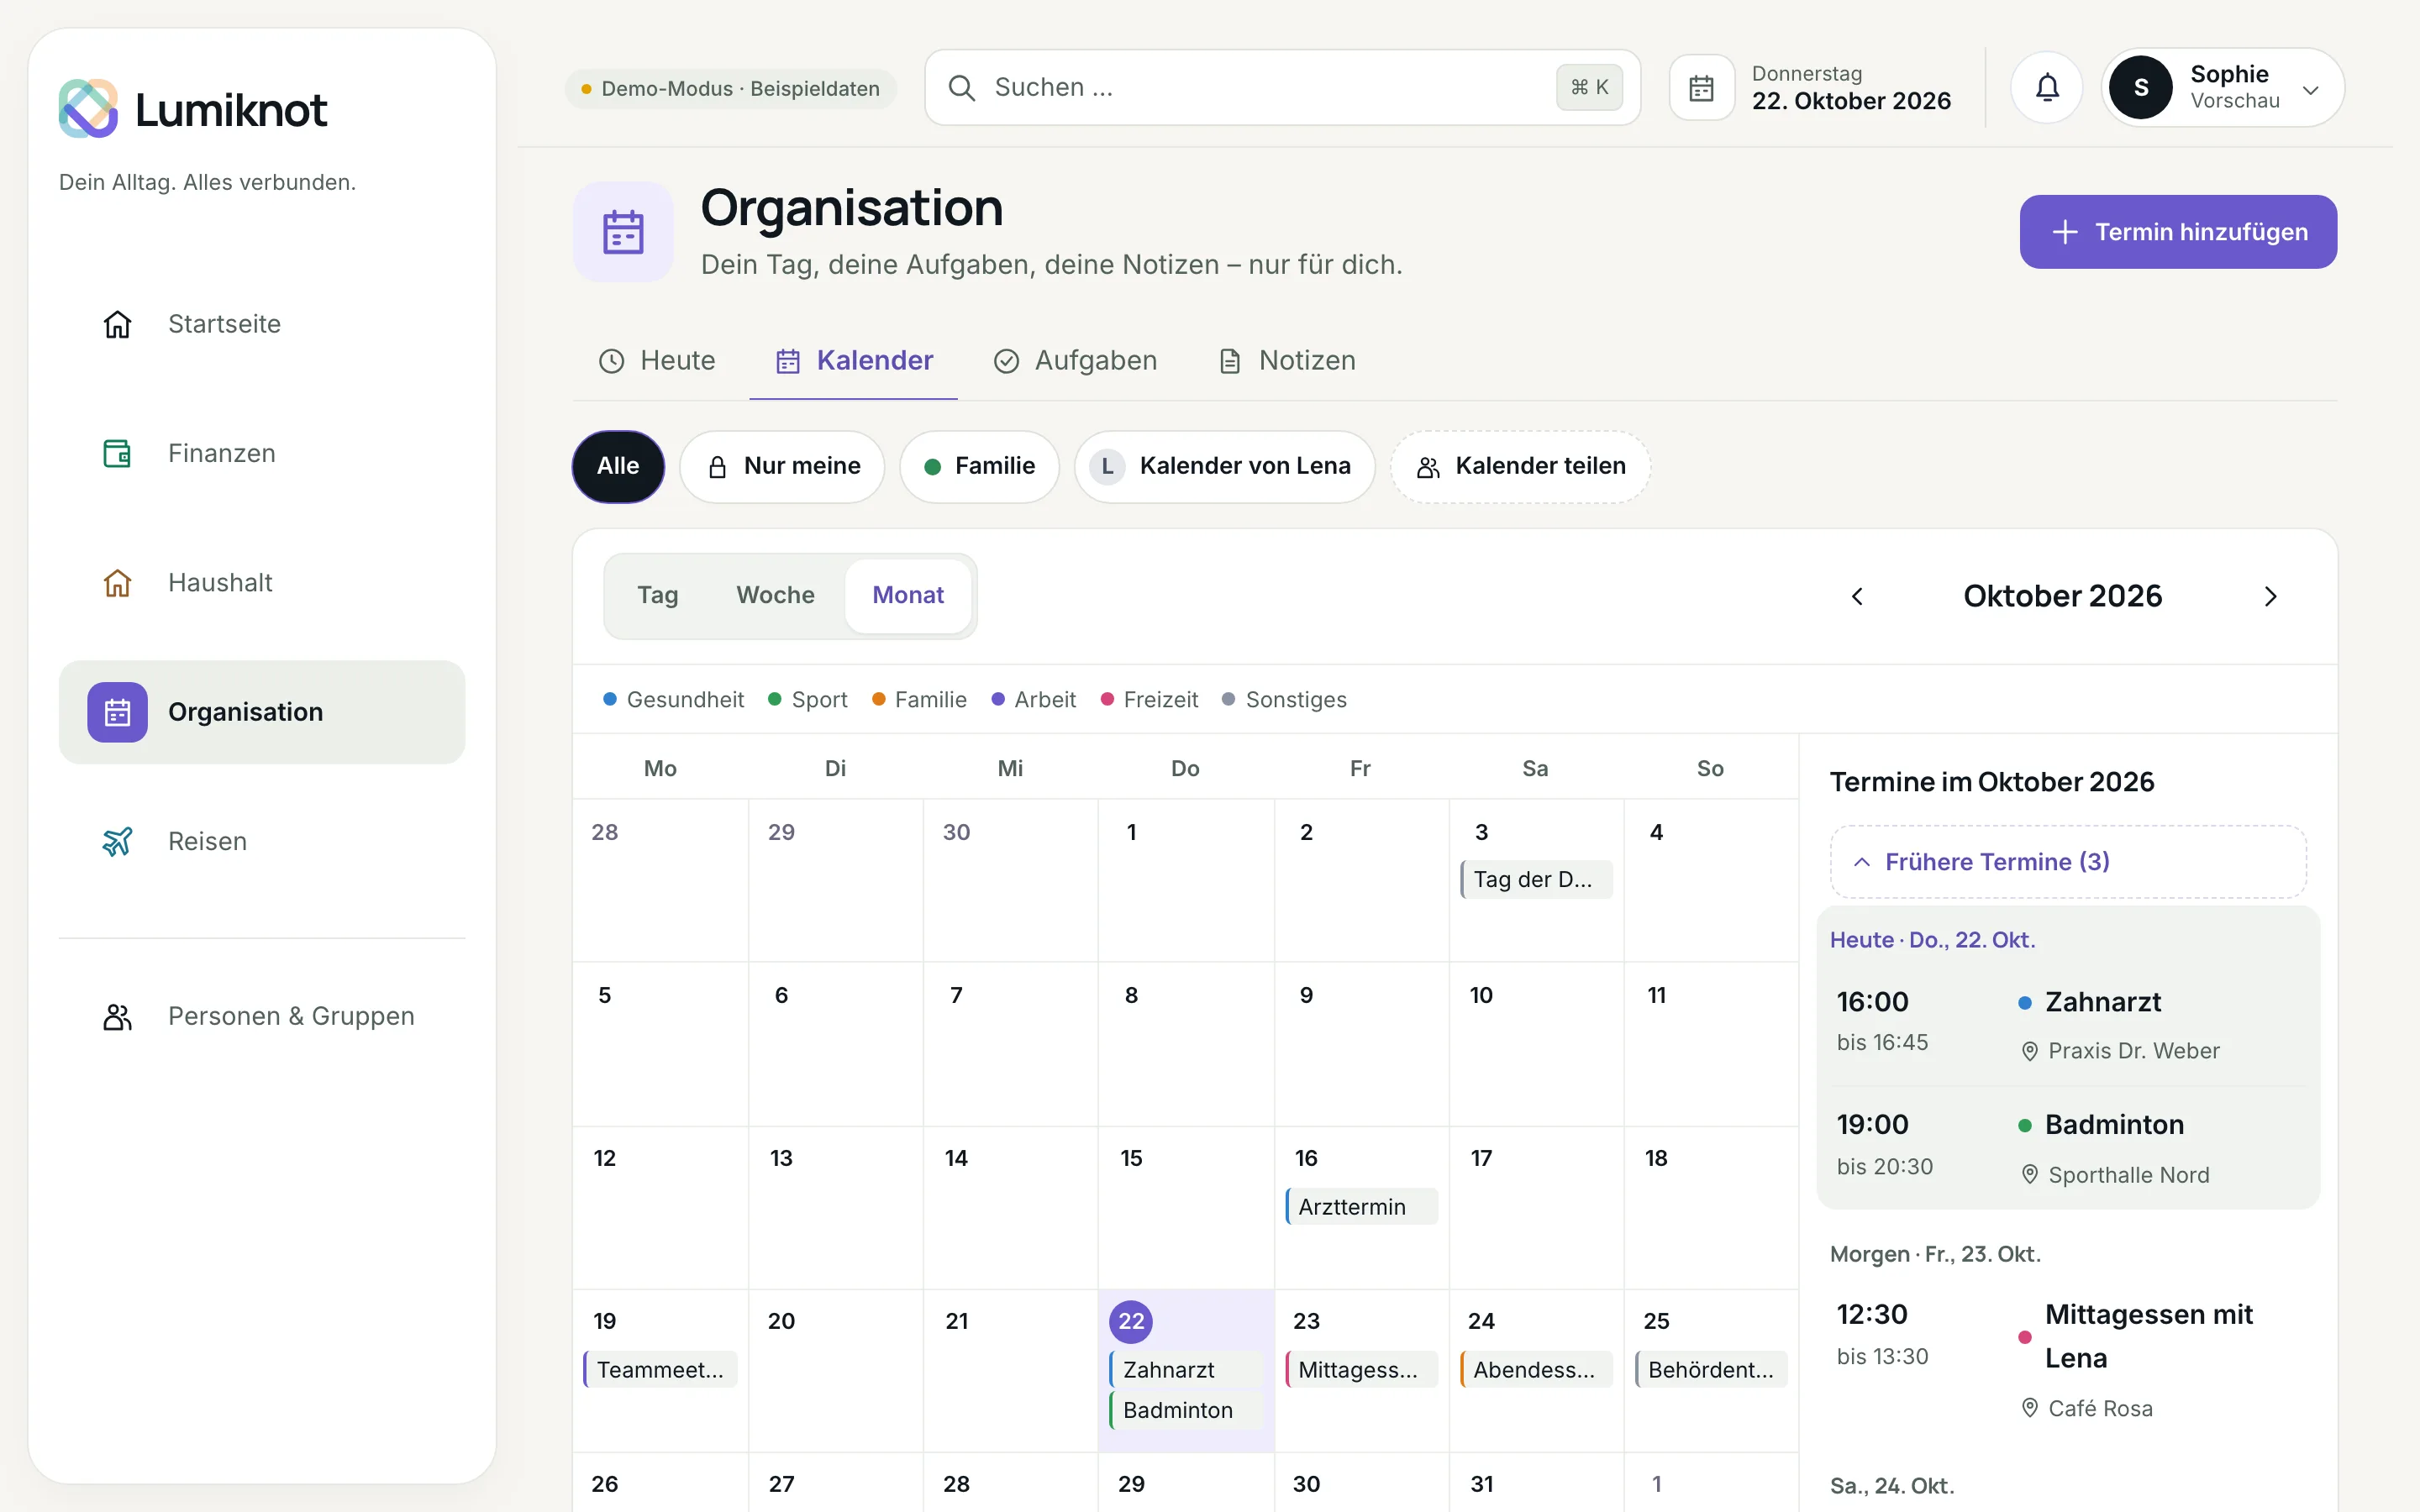 Lumiknot
Dein Alltag. Alles verbunden.
Startseite
Finanzen
Haushalt
Organisation
Reisen
Personen & Gruppen
Demo-Modus · Beispieldaten
Suchen ...
⌘ K
Donnerstag
22. Oktober 2026
S
Sophie
Vorschau
Organisation
Dein Tag, deine Aufgaben, deine Notizen – nur für dich.
Termin hinzufügen
Heute
Kalender
Aufgaben
Notizen
Alle
Nur meine
Familie
L Kalender von Lena
Kalender teilen
Tag
Woche
Monat
Oktober 2026
Gesundheit
Sport
Familie
Arbeit
Freizeit
Sonstiges
Mo Di Mi Do Fr Sa So
28 29 30 1 2 3 4
Tag der D...
5 6 7 8 9 10 11
12 13 14 15 16 17 18
Arzttermin
19 20 21 22 23 24 25
Teammeet... Zahnarzt Mittagess... Abendess... Behördent...
Badminton
26 27 28 29 30 31 1
Termine im Oktober 2026
Frühere Termine (3)
Heute · Do., 22. Okt.
16:00 Zahnarzt
bis 16:45 Praxis Dr. Weber
19:00 Badminton
bis 20:30 Sporthalle Nord
Morgen · Fr., 23. Okt.
12:30 Mittagessen mit
bis 13:30 Lena
Café Rosa
Sa., 24. Okt.